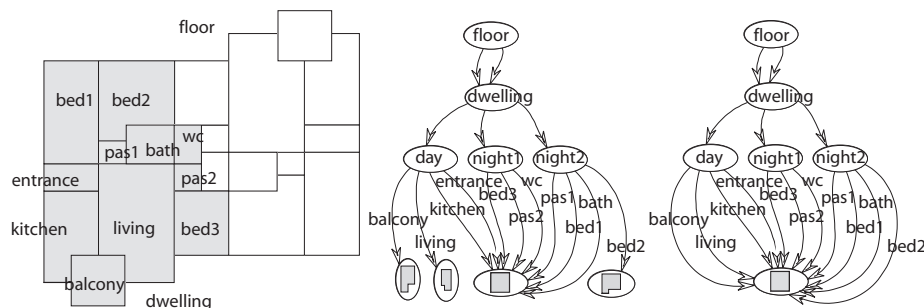 floor
bed1
bed2
wc
pas1
bath
entrance
pas2
kitchen
living
bed3
balcony
dwelling
floor
dwelling
day
night1
night2
entrance
wc
pas1
bath
bed3
balcony
kitchen
pas2
bed1
living
bed2
floor
dwelling
day
night1
night2
entrance
wc
pas1
bath
bed3
balcony
kitchen
pas2
bed1
living
bed2